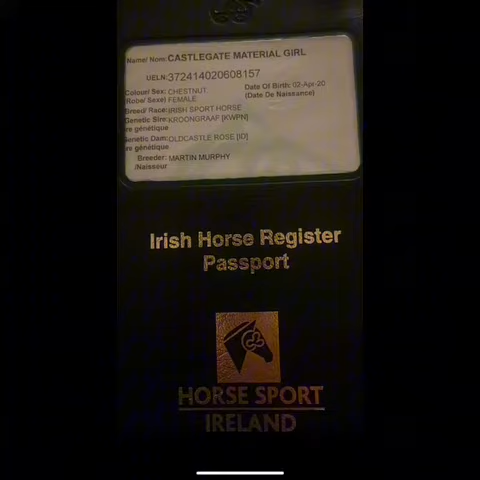 Name/ Nom: CASTLEGATE MATERIAL GIRL
UELN: 372414020608157
Colour/ Sex: CHESTNUT, Date Of Birth: 02-Apr-20
(Robe/ Sexe) FEMALE (Date De Naissance)
Breed/ Race: IRISH SPORT HORSE
Genetic Sire: KROONGRAAF [KWPN]
re génétique
Genetic Dam: OLDCASTLE ROSE [ID]
re génétique
Breeder: MARTIN MURPHY
/Naisseur
Irish Horse Register
Passport
HORSE SPORT
IRELAND